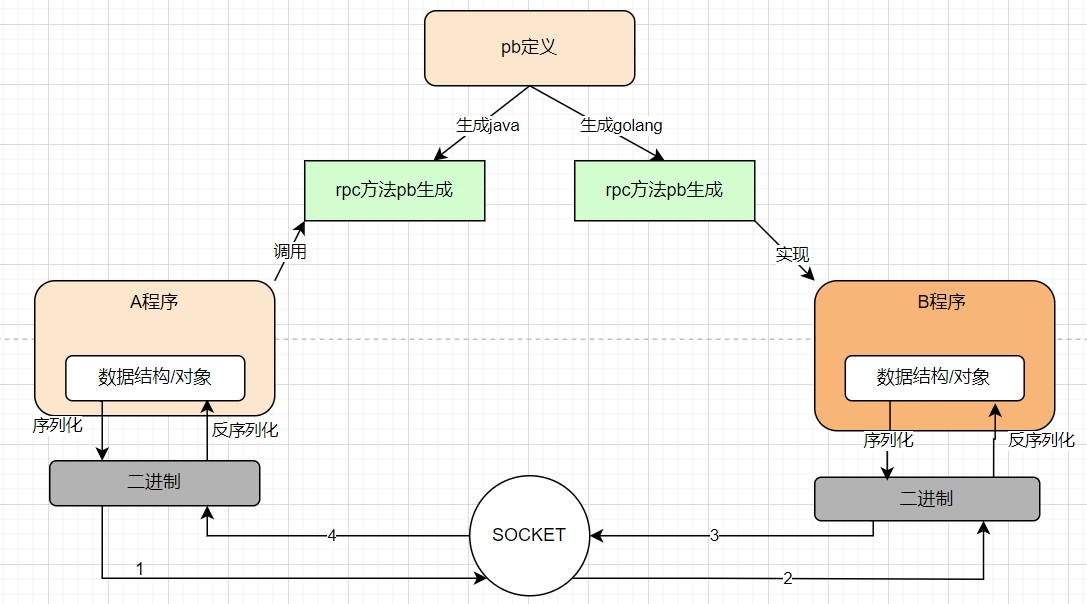 pb定义
生成java
生成golang
rpc方法pb生成
rpc方法pb生成
调用
实现
A程序
B程序
数据结构/对象
数据结构/对象
序列化
反序列化
序列化
反序列化
二进制
二进制
SOCKET
4
3
1
2